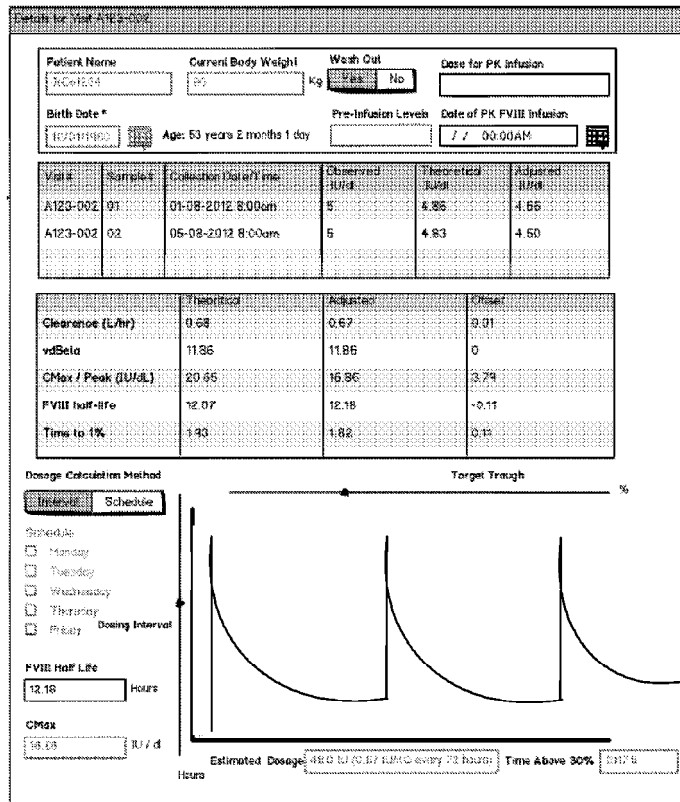 Details for Visit A123-002
Patient Name Current Body Weight Wash Out Dose for PK Infusion
Kg Yes No
Birth Date * Pre-Infusion Levels Date of PK FVIII Infusion
Age: 53 years 2 months 1 day / / 00:00AM
Visit# Sample# Collection Date/Time Observed IU/dl Theoretical IU/dl Adjusted IU/dl
A123-002 01 01-08-2012 8:00am 5 4.86 4.66
A123-002 02 05-08-2012 8:00am 5 4.83 4.50
Theoritical Adjusted Offset
Clearance (L/hr) 0.68 0.67 0.01
vdBeta 11.86 11.86 0
CMax / Peak (IU/dL) 20.65 16.86 3.79
FVIII half-life 12.07 12.18 -0.11
Time to 1% 1.93 1.82 0.11
Dosage Calculation Method Target Trough
%
Interval Schedule
Schedule
Monday
Tuesday
Wednesday
Thursday
Friday Dosing Interval
FVIII Half Life
12.18 Hours
CMax
IU / dl
Estimated Dosage every 72 hours Time Above 30%
Hours